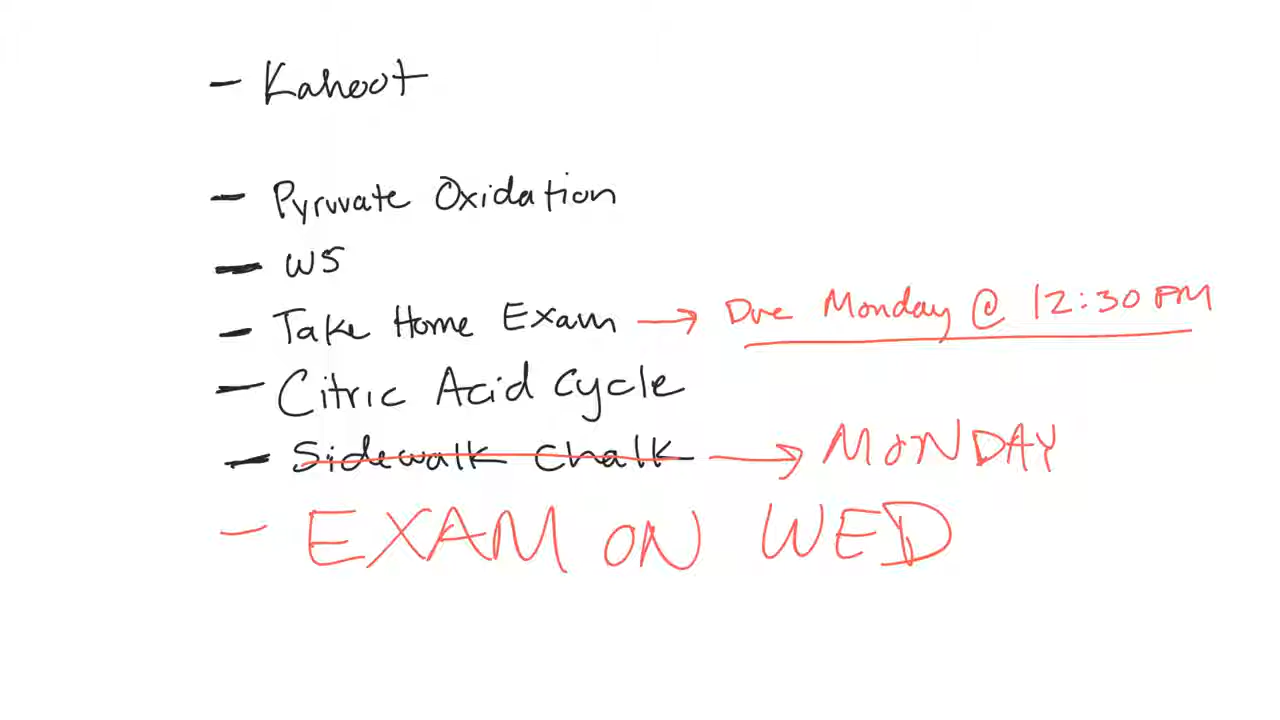 - Kahoot
- Pyruvate Oxidation
- WS
- Take Home Exam → Due Monday @ 12:30 PM
- Citric Acid Cycle
- Sidewalk Chalk → MONDAY
- EXAM ON WED